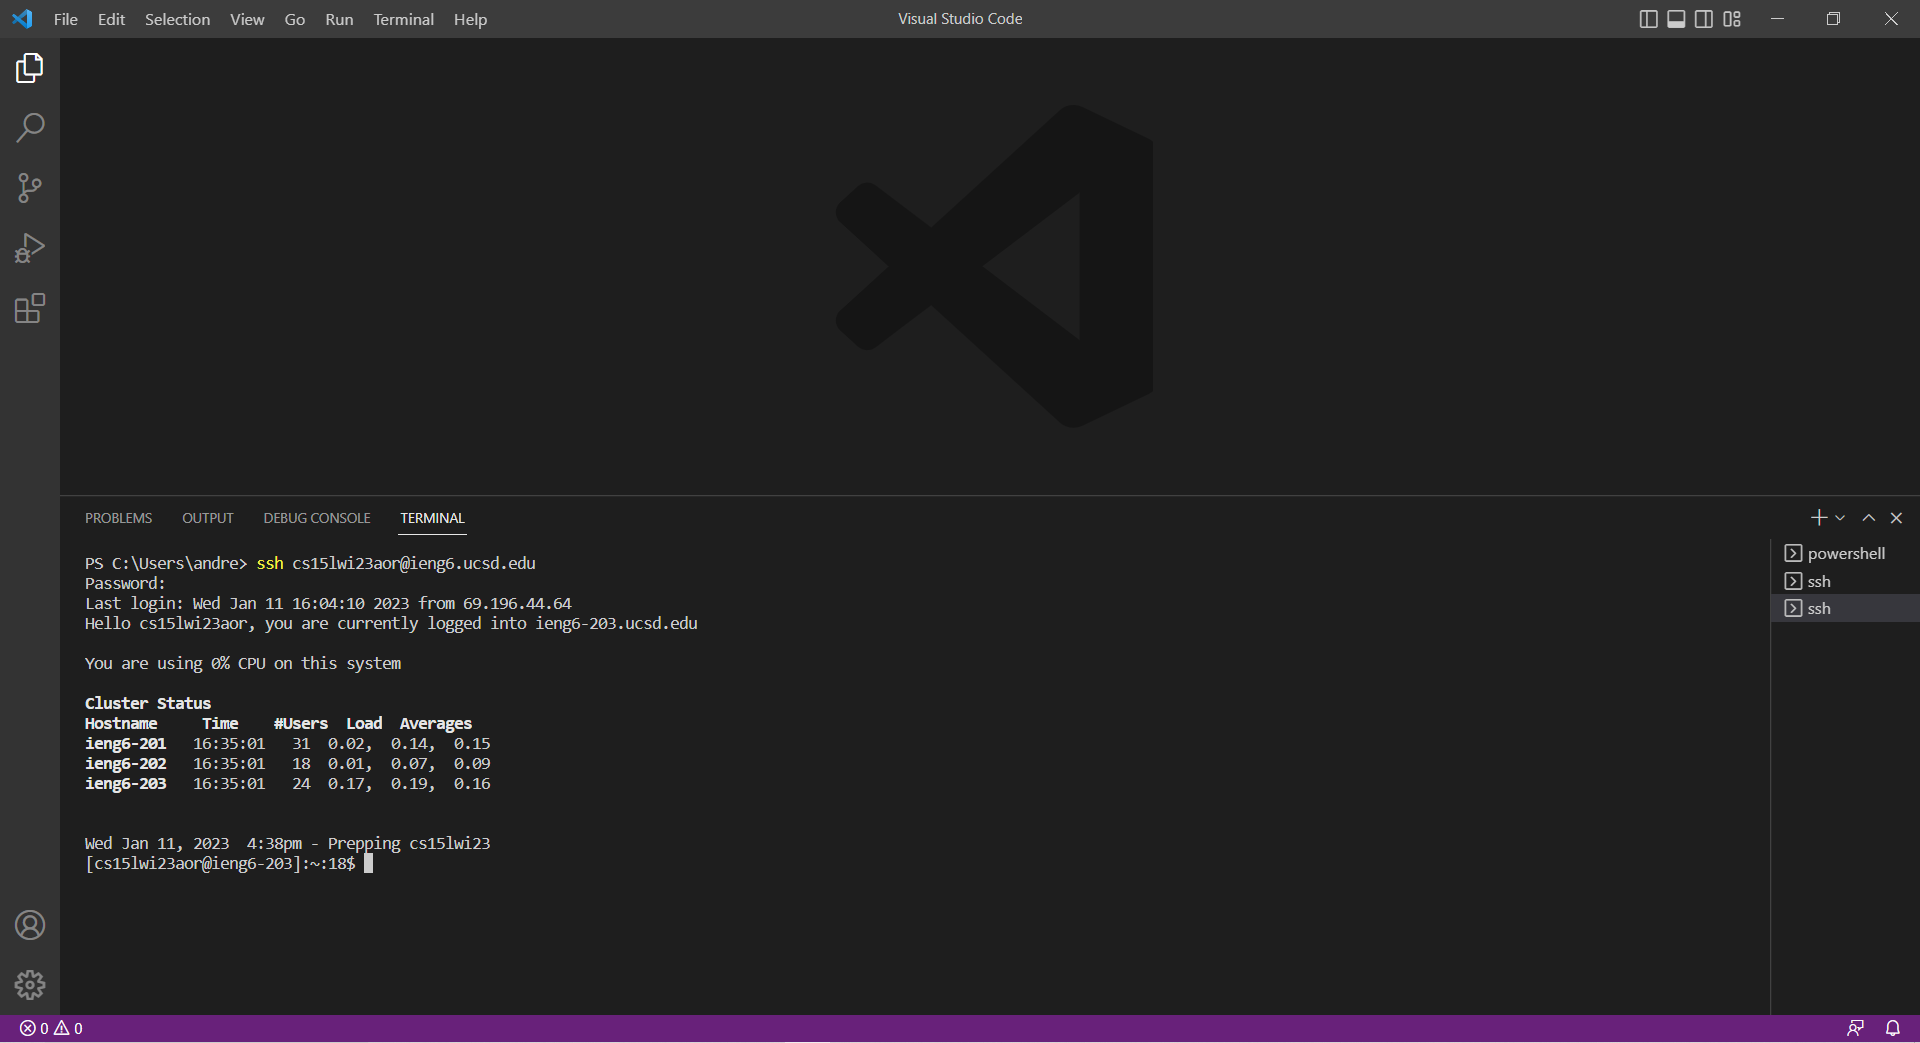 File Edit Selection View Go Run Terminal Help
Visual Studio Code
PROBLEMS OUTPUT DEBUG CONSOLE TERMINAL
PS C:\Users\andre> ssh cs15lwi23aor@ieng6.ucsd.edu
Password:
Last login: Wed Jan 11 16:04:10 2023 from 69.196.44.64
Hello cs15lwi23aor, you are currently logged into ieng6-203.ucsd.edu
You are using 0% CPU on this system
Cluster Status
Hostname Time #Users Load Averages
ieng6-201 16:35:01 31 0.02, 0.14, 0.15
ieng6-202 16:35:01 18 0.01, 0.07, 0.09
ieng6-203 16:35:01 24 0.17, 0.19, 0.16
Wed Jan 11, 2023 4:38pm - Prepping cs15lwi23
[cs15lwi23aor@ieng6-203]:~:18$
powershell
ssh
ssh
0 0